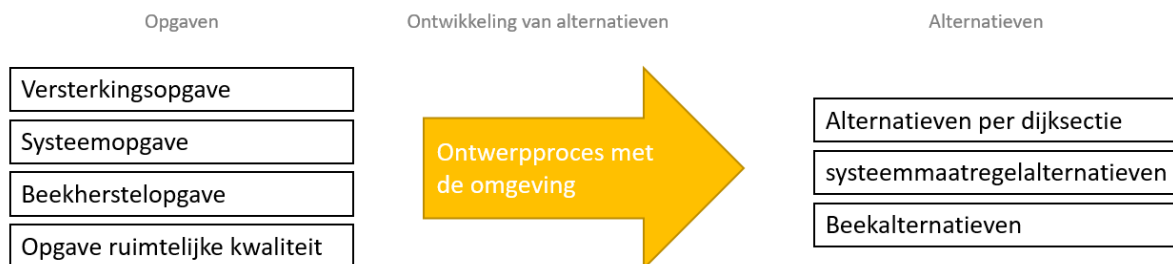 Opgaven
Ontwikkeling van alternatieven
Alternatieven
Versterkingsopgave
Systeemopgave
Beekherstelopgave
Opgave ruimtelijke kwaliteit
Ontwerpproces met
de omgeving
Alternatieven per dijksectie
systeemmaatregelalternatieven
Beekalternatieven